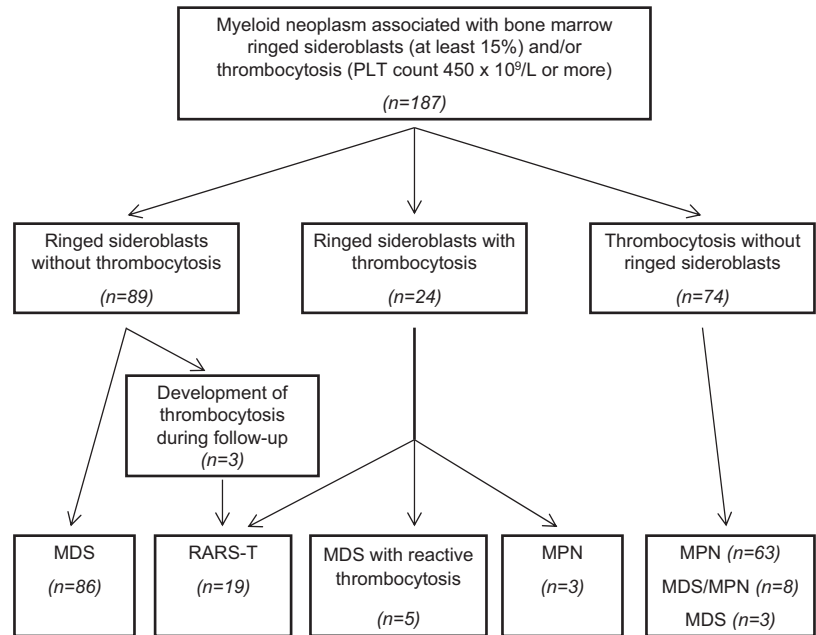 Myeloid neoplasm associated with bone marrow
ringed sideroblasts (at least 15%) and/or
thrombocytosis (PLT count 450 x 10⁹/L or more)
(n=187)
Ringed sideroblasts
without thrombocytosis
(n=89)
Ringed sideroblasts with
thrombocytosis
(n=24)
Thrombocytosis without
ringed sideroblasts
(n=74)
Development of
thrombocytosis
during follow-up
(n=3)
MDS
(n=86)
RARS-T
(n=19)
MDS with reactive
thrombocytosis
(n=5)
MPN
(n=3)
MPN (n=63)
MDS/MPN (n=8)
MDS (n=3)